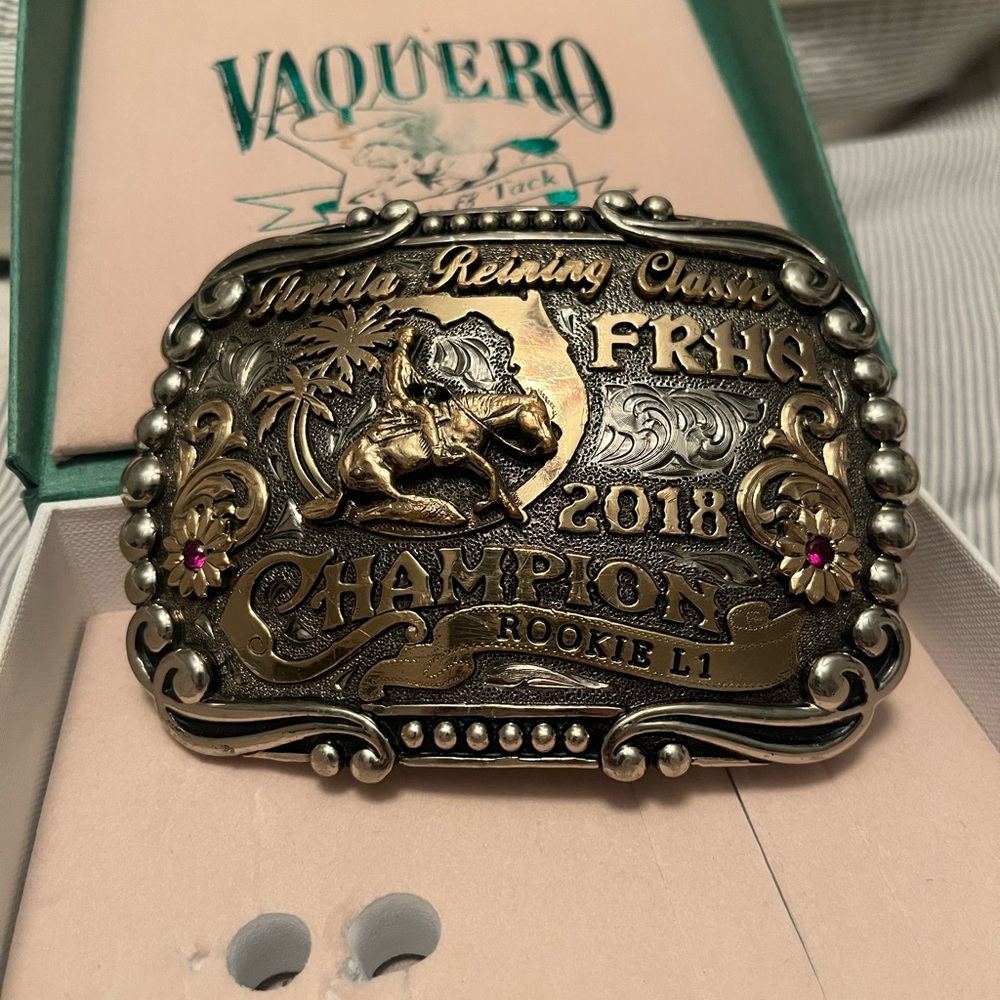 VAQUERO
& Tack
Florida Reining Classic
FRHA
2018
CHAMPION
ROOKIE L1